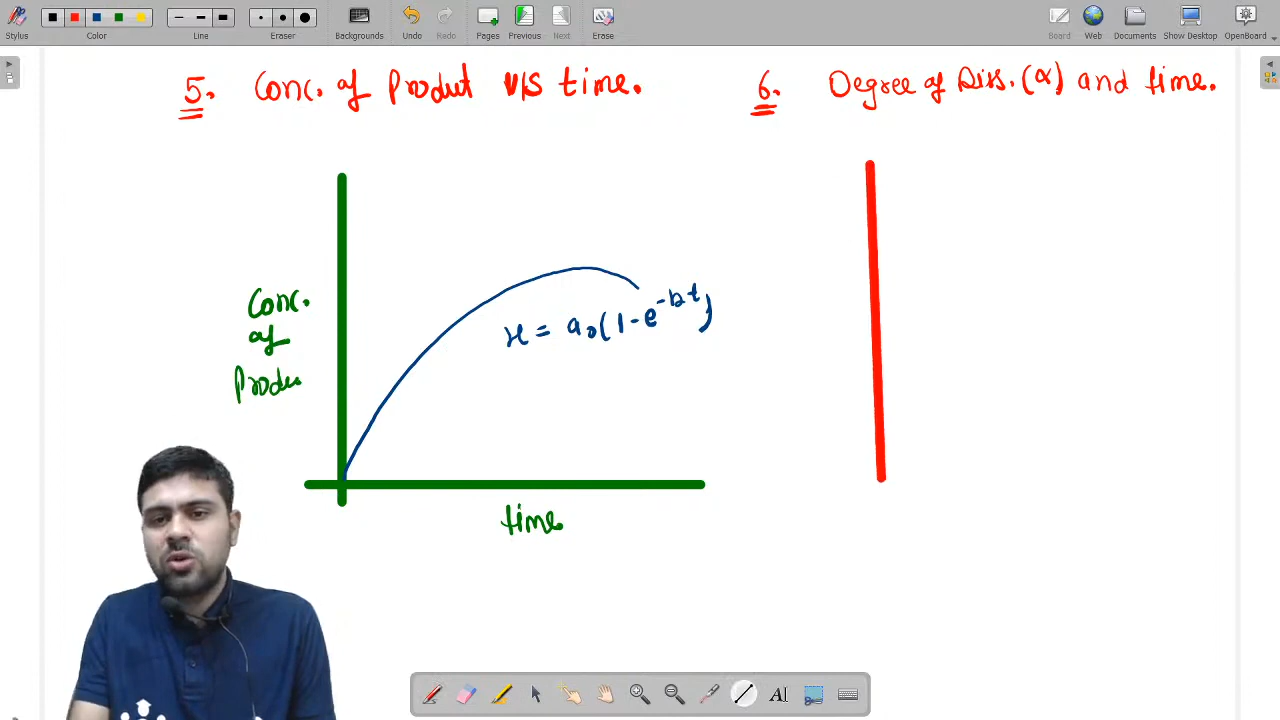 Stylus
Color
Line
Eraser
Backgrounds
Undo
Redo
Pages
Previous
Next
Erase
Board
Web
Documents
Show Desktop
OpenBoard
5. Conc. of Product v/s time.
6. Degree of Diss. (α) and time.
Conc.
of
Produ
x = a₀(1-e^-kt)
time